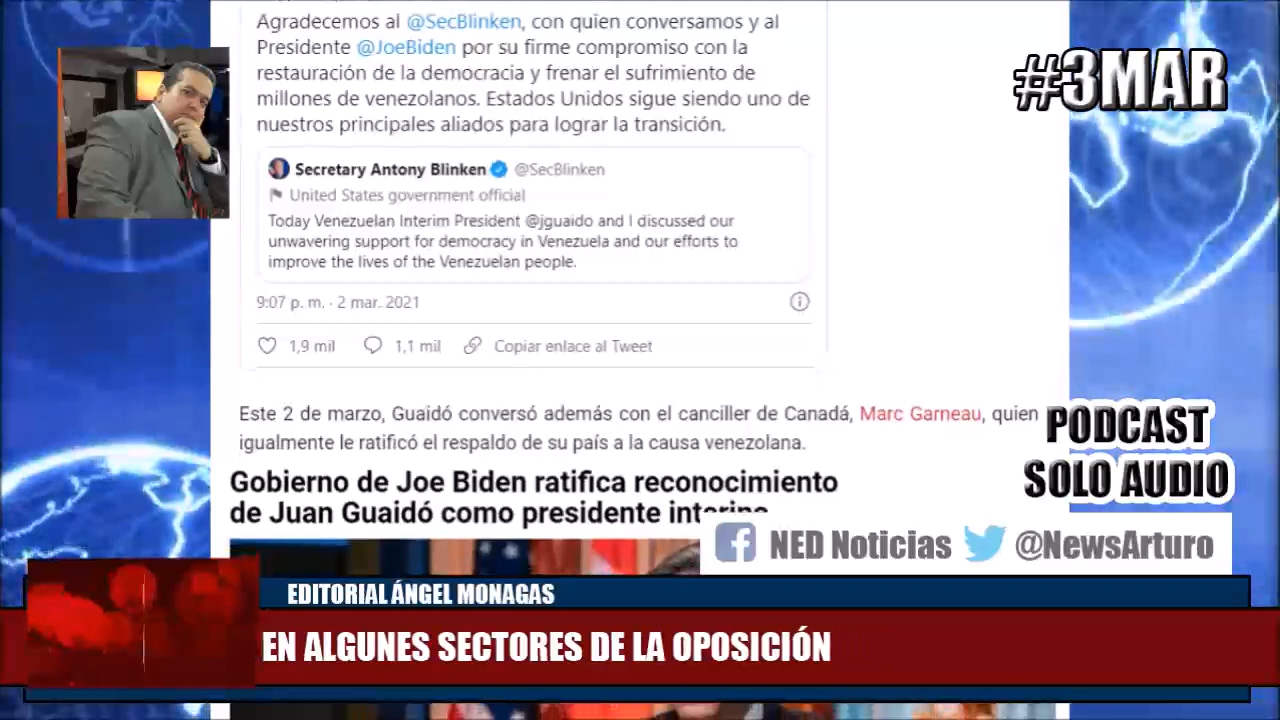 Agradecemos al @SecBlinken, con quien conversamos y al
Presidente @JoeBiden por su firme compromiso con la
restauración de la democracia y frenar el sufrimiento de
millones de venezolanos. Estados Unidos sigue siendo uno de
nuestros principales aliados para lograr la transición.
Secretary Antony Blinken @SecBlinken
United States government official
Today Venezuelan Interim President @jguaido and I discussed our
unwavering support for democracy in Venezuela and our efforts to
improve the lives of the Venezuelan people.
9:07 p. m. · 2 mar. 2021
1,9 mil 1,1 mil Copiar enlace al Tweet
#3MAR
Este 2 de marzo, Guaidó conversó además con el canciller de Canadá, Marc Garneau, quien
igualmente le ratificó el respaldo de su país a la causa venezolana.
PODCAST
SOLO AUDIO
Gobierno de Joe Biden ratifica reconocimiento
de Juan Guaidó como presidente interino
NED Noticias @NewsArturo
EDITORIAL ÁNGEL MONAGAS
EN ALGUNES SECTORES DE LA OPOSICIÓN